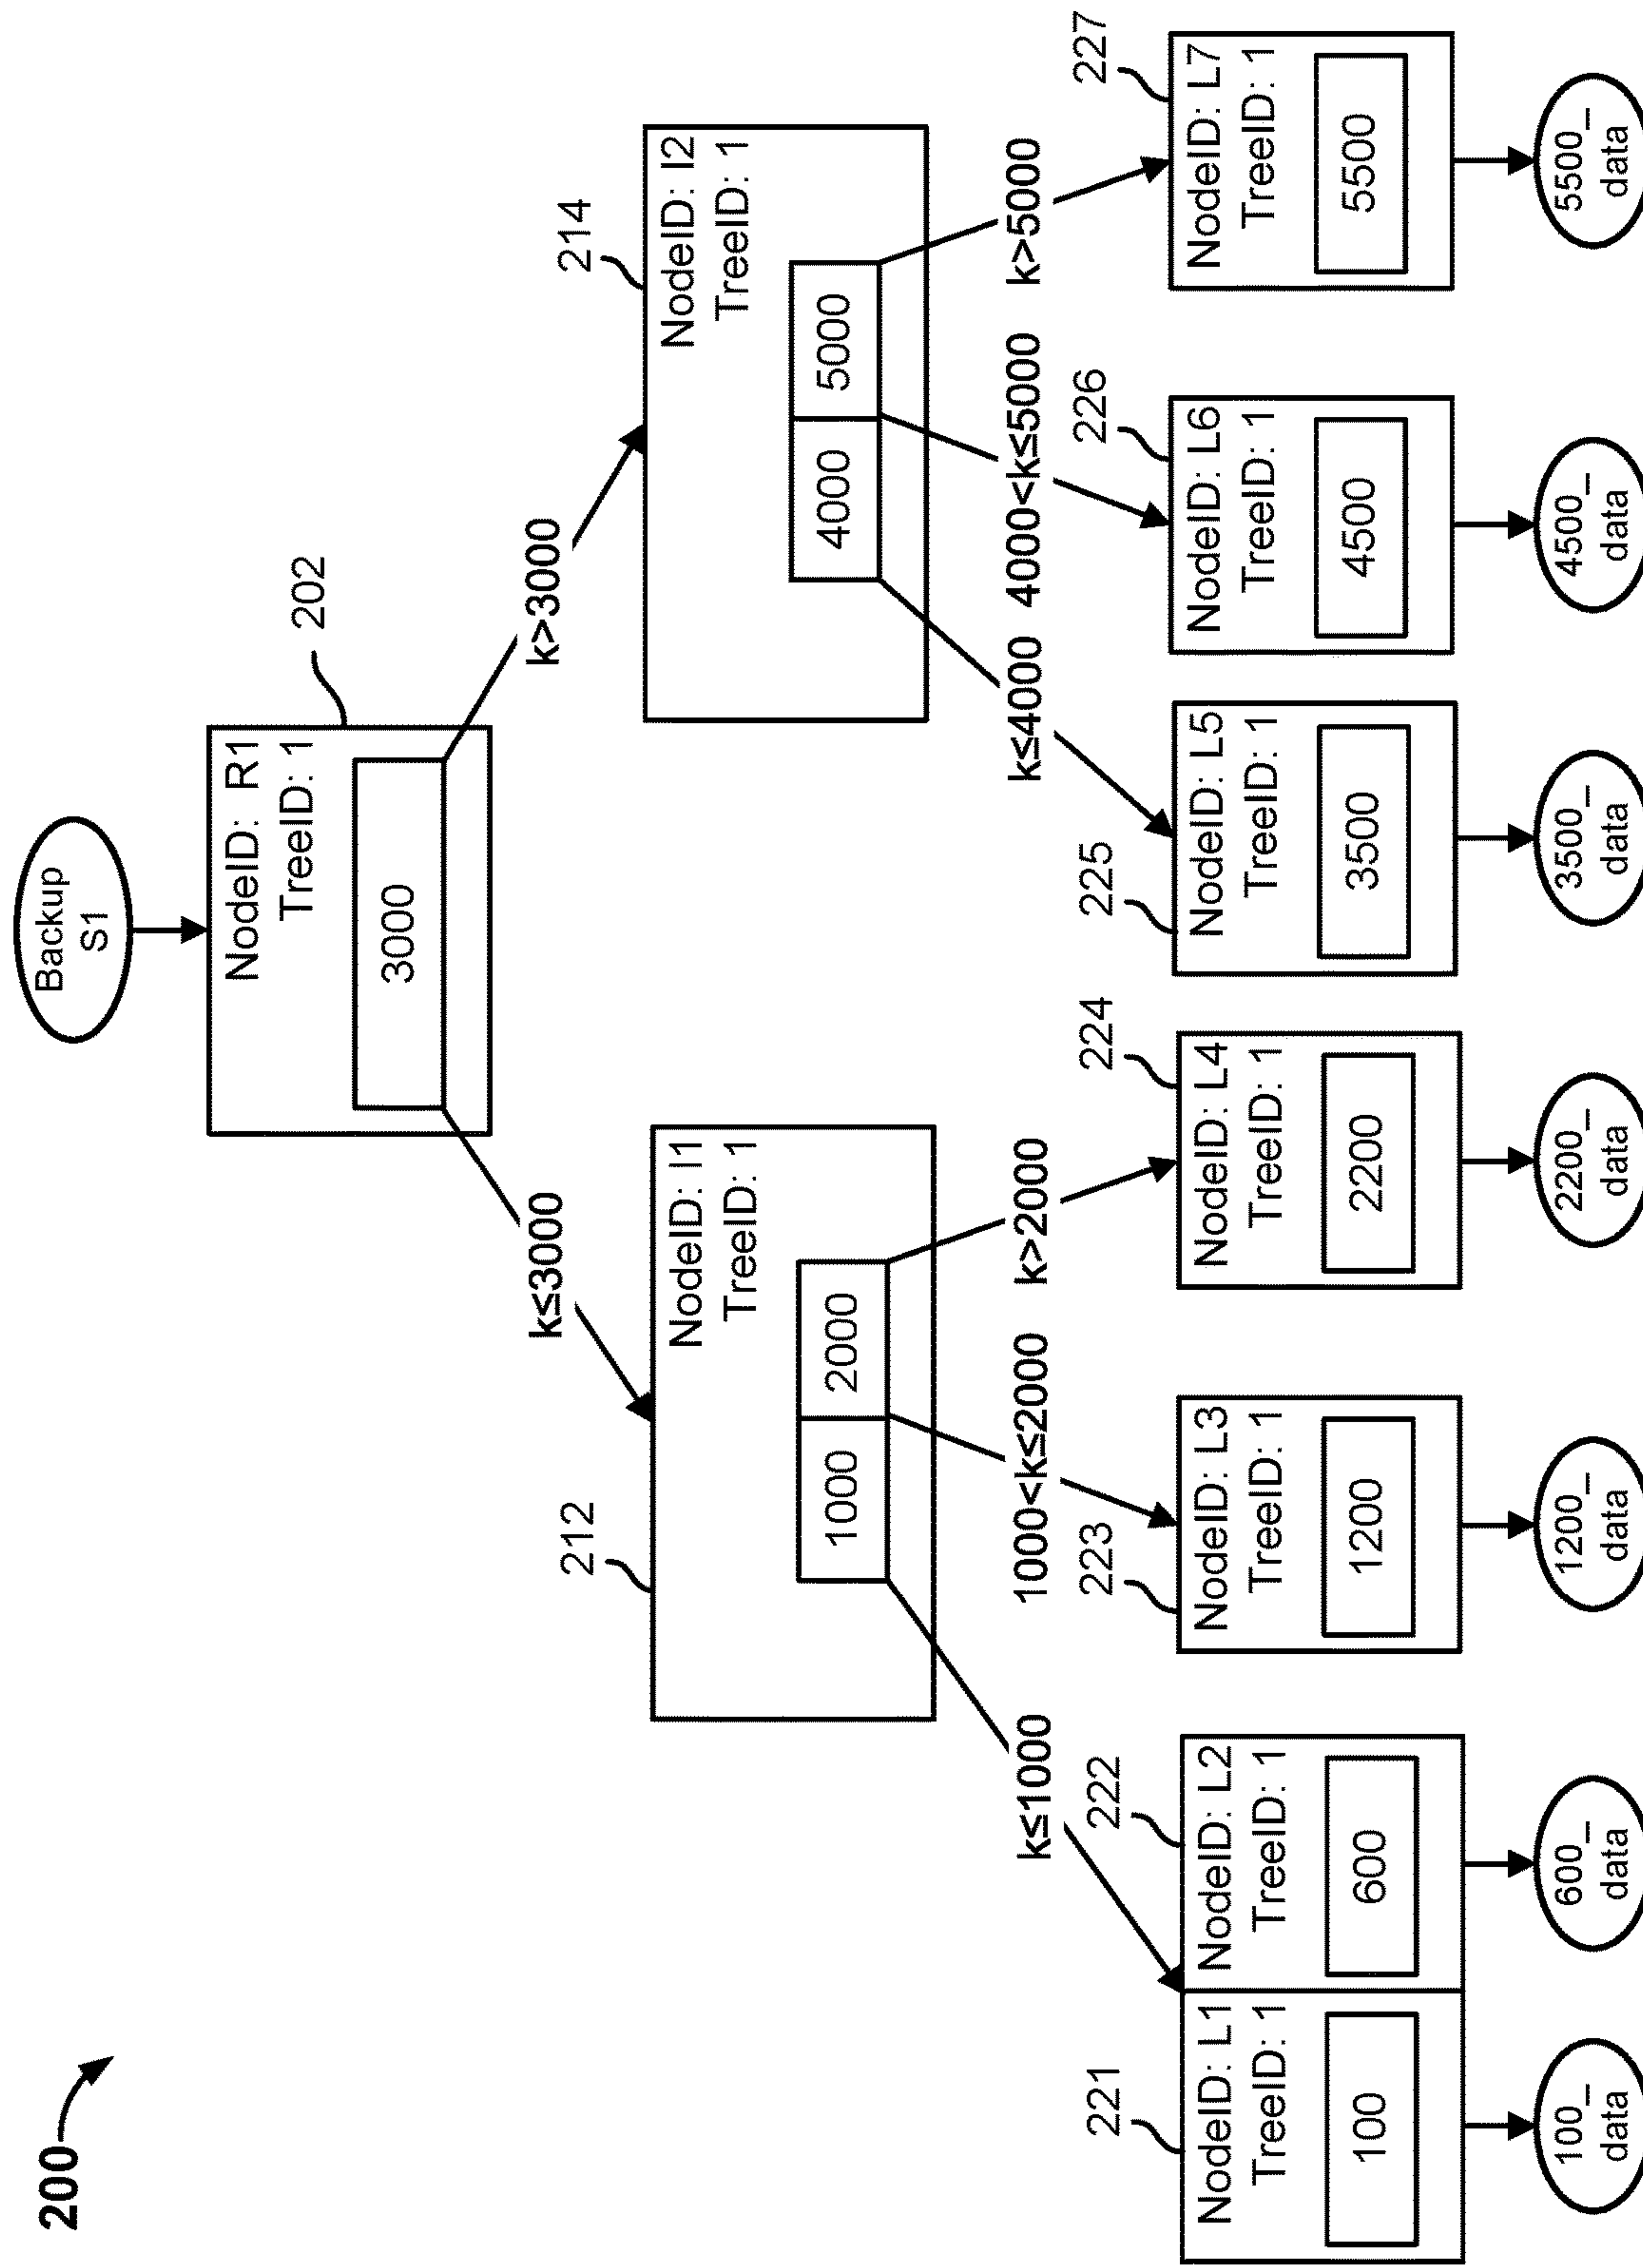 200
Backup
S1
202
NodeID: R1
TreeID: 1
3000
k≤3000
k>3000
212
NodeID: I1
TreeID: 1
1000
2000
214
NodeID: I2
TreeID: 1
4000
5000
k≤1000
1000<k≤2000
k>2000
k≤4000
4000<k≤5000
k>5000
221
NodeID: L1
TreeID: 1
100
222
NodeID: L2
TreeID: 1
600
223
NodeID: L3
TreeID: 1
1200
224
NodeID: L4
TreeID: 1
2200
225
NodeID: L5
TreeID: 1
3500
226
NodeID: L6
TreeID: 1
4500
227
NodeID: L7
TreeID: 1
5500
100_
data
600_
data
1200_
data
2200_
data
3500_
data
4500_
data
5500_
data